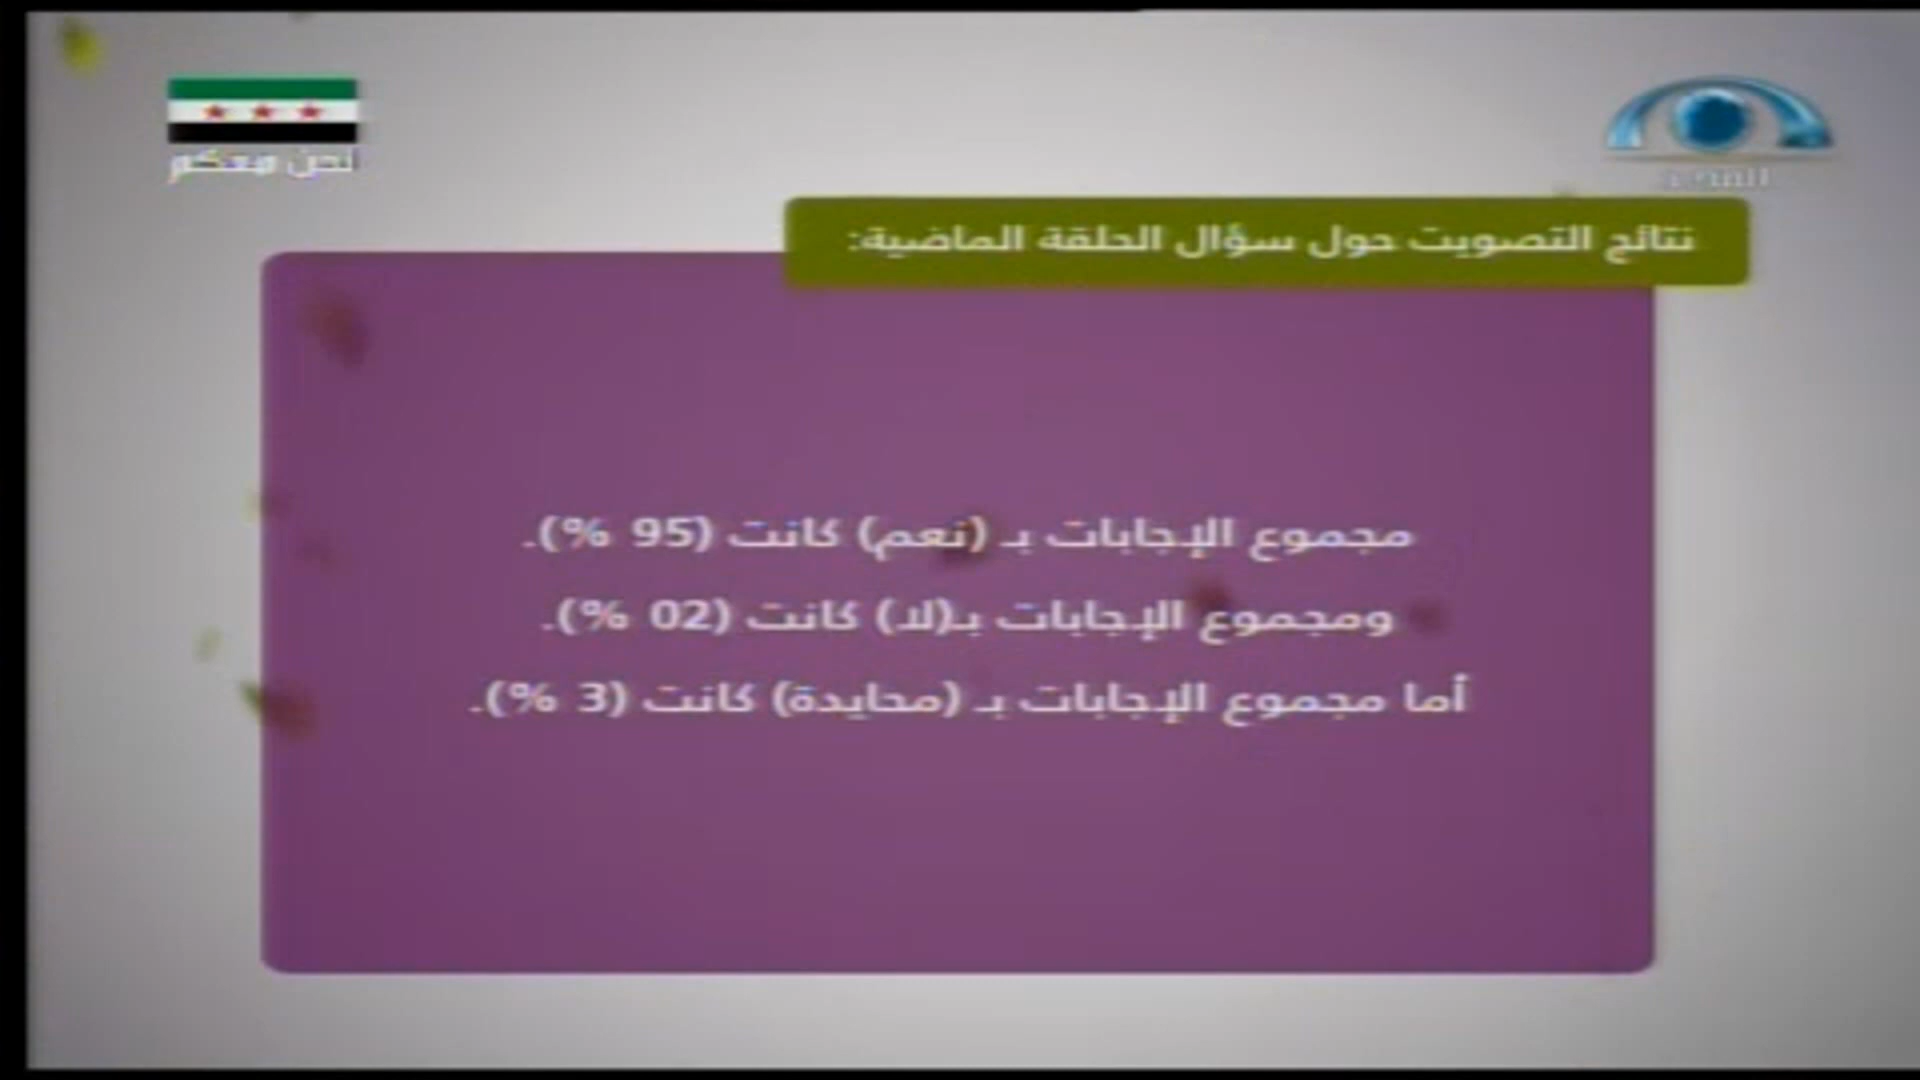 نحن معكم
نتائج التصويت حول سؤال الحلقة الماضية:
مجموع الإجابات بـ (نعم) كانت (95 %).
ومجموع الإجابات بـ(لا) كانت (02 %).
أما مجموع الإجابات بـ (محايدة) كانت (3 %).